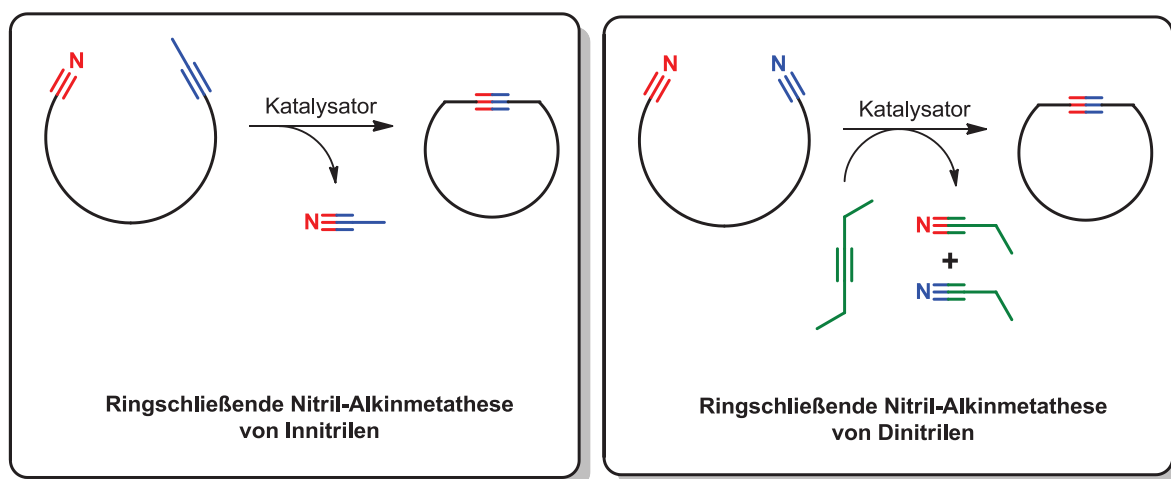 N
Katalysator
N
Ringschließende Nitril-Alkinmetathese
von Innitrilen
N
N
Katalysator
N
+
N
Ringschließende Nitril-Alkinmetathese
von Dinitrilen